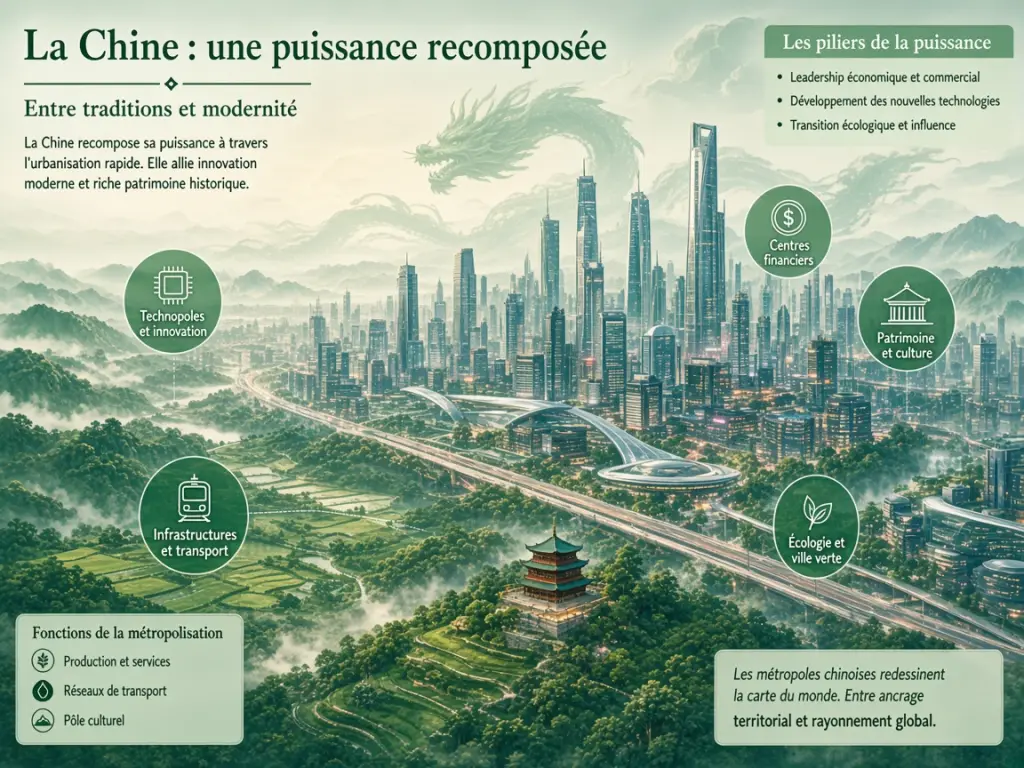 La Chine : une puissance recomposée
Entre traditions et modernité
La Chine recompose sa puissance à travers
l'urbanisation rapide. Elle allie innovation
moderne et riche patrimoine historique.
Les piliers de la puissance
• Leadership économique et commercial
• Développement des nouvelles technologies
• Transition écologique et influence
$
Centres
financiers
Technopoles
et innovation
Patrimoine
et culture
Infrastructures
et transport
Écologie et
ville verte
Fonctions de la métropolisation
Production et services
Réseaux de transport
Pôle culturel
Les métropoles chinoises redessinent
la carte du monde. Entre ancrage
territorial et rayonnement global.